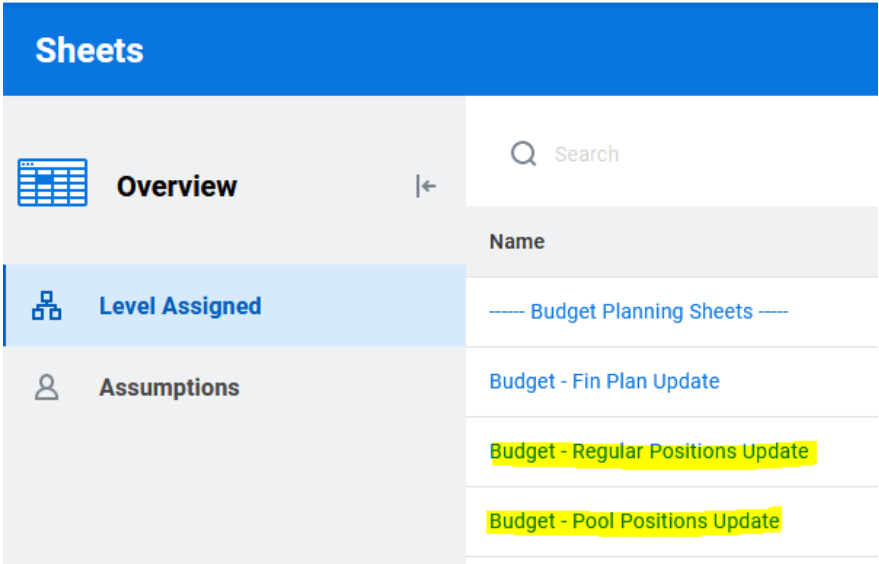 Sheets
Overview
Level Assigned
Assumptions
Search
Name
------ Budget Planning Sheets -----
Budget - Fin Plan Update
Budget - Regular Positions Update
Budget - Pool Positions Update